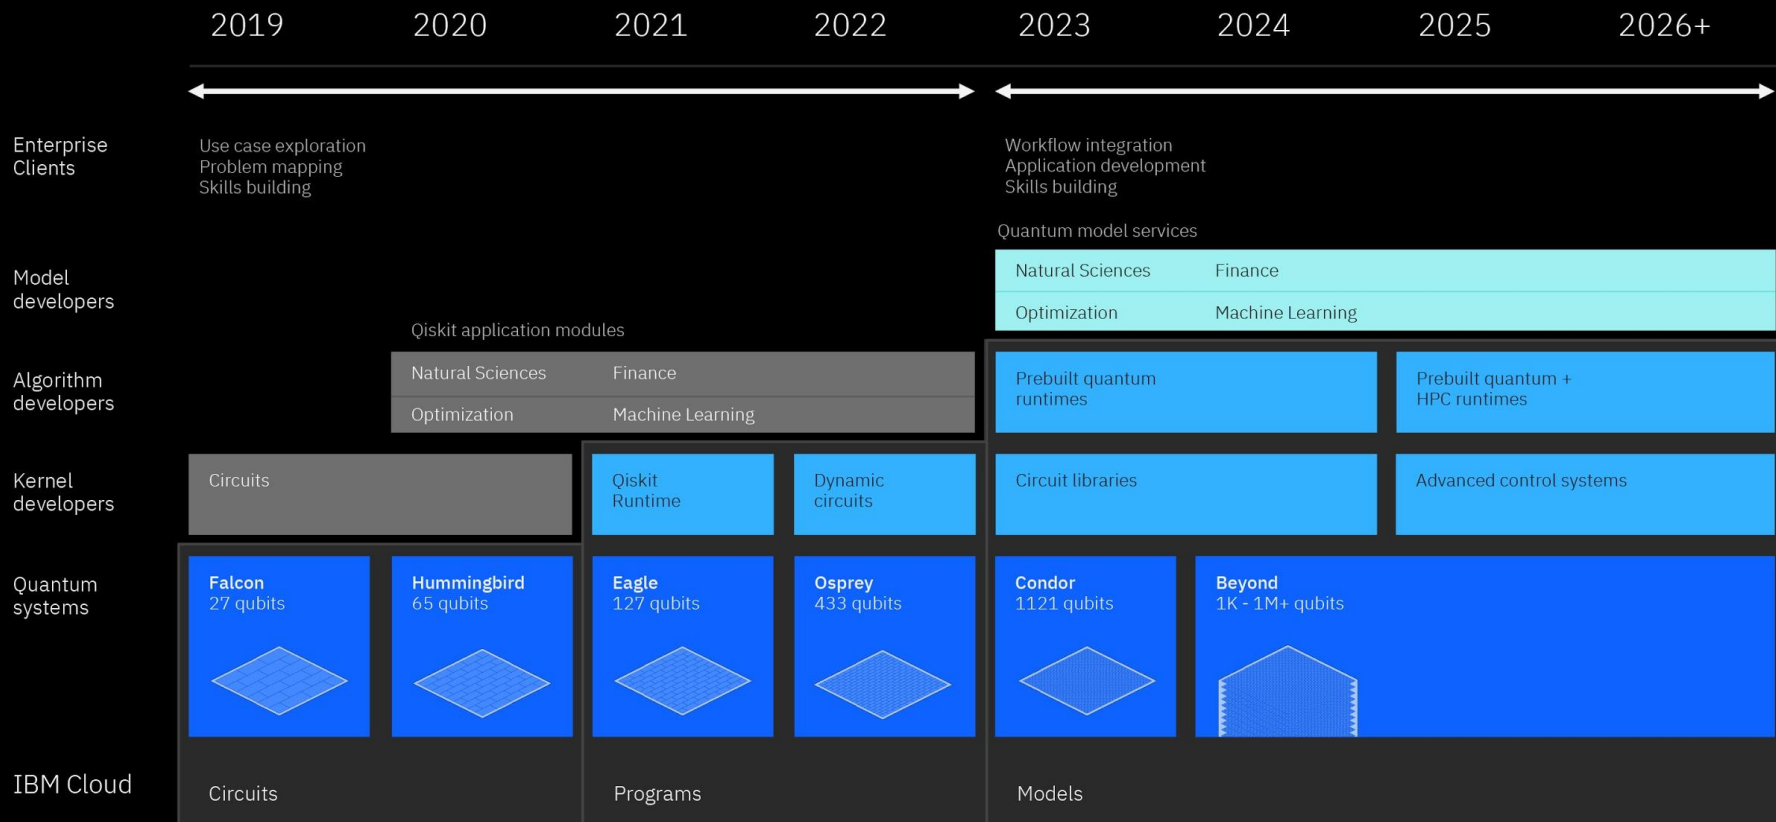 2019 2020 2021 2022 2023 2024 2025 2026+
Enterprise
Clients
Use case exploration
Problem mapping
Skills building
Workflow integration
Application development
Skills building
Model
developers
Quantum model services
Natural Sciences Finance
Optimization Machine Learning
Algorithm
developers
Qiskit application modules
Natural Sciences Finance
Optimization Machine Learning
Prebuilt quantum
runtimes
Prebuilt quantum +
HPC runtimes
Kernel
developers
Circuits
Qiskit
Runtime
Dynamic
circuits
Circuit libraries
Advanced control systems
Quantum
systems
Falcon
27 qubits
Hummingbird
65 qubits
Eagle
127 qubits
Osprey
433 qubits
Condor
1121 qubits
Beyond
1K - 1M+ qubits
IBM Cloud
Circuits
Programs
Models